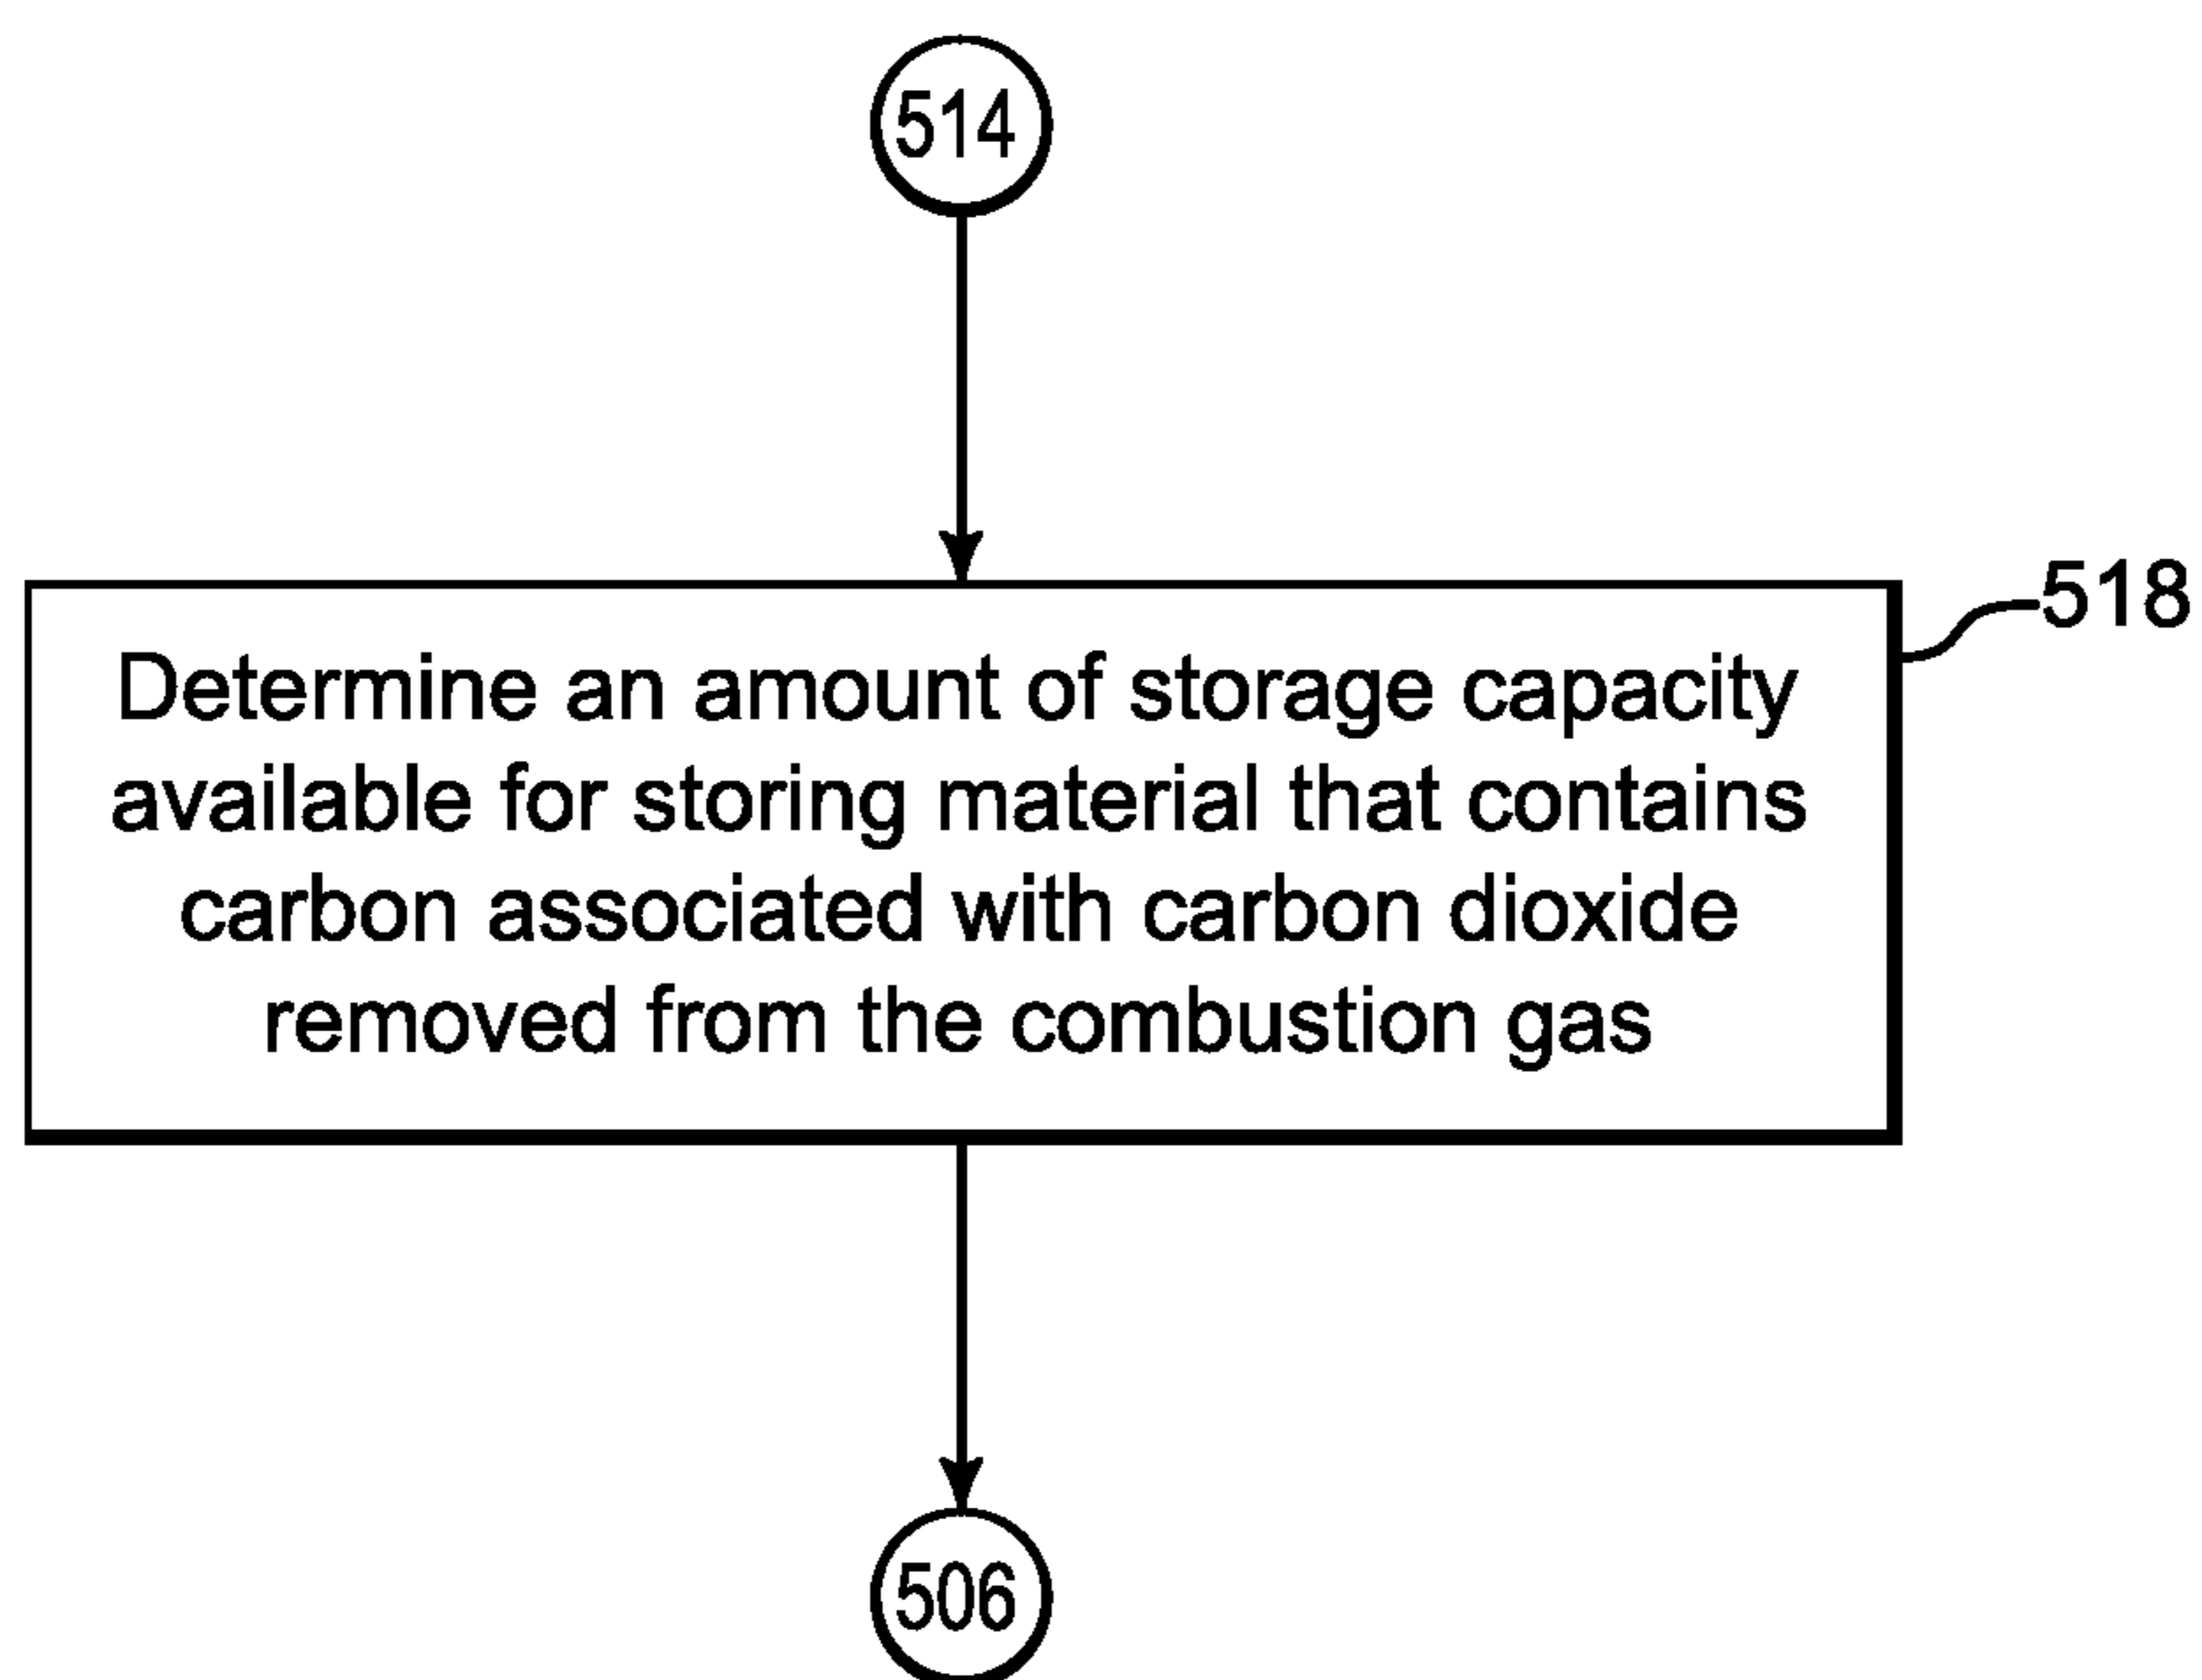 514
518
Determine an amount of storage capacity
available for storing material that contains
carbon associated with carbon dioxide
removed from the combustion gas
506